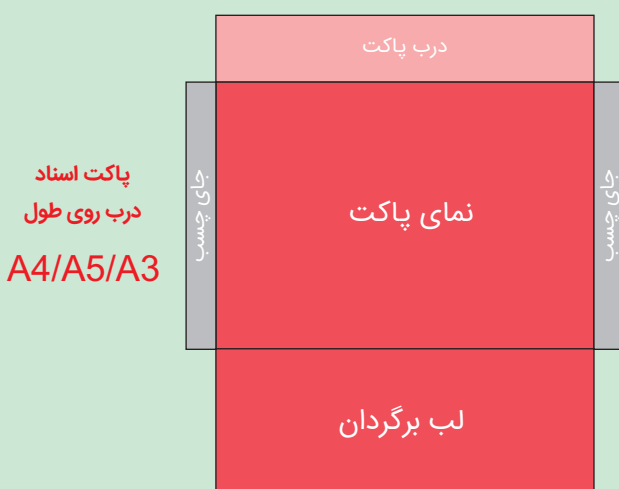 درب پاکت
پاکت اسناد
درب روی طول
A4/A5/A3
جای چسب
نمای پاکت
جای چسب
لب برگردان